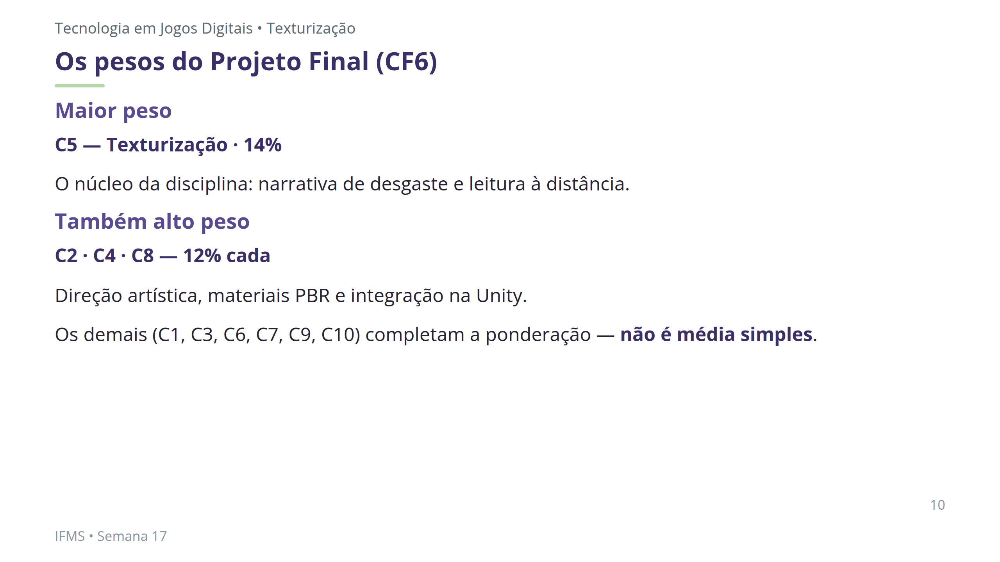 Tecnologia em Jogos Digitais • Texturização
Os pesos do Projeto Final (CF6)
Maior peso
C5 — Texturização · 14%
O núcleo da disciplina: narrativa de desgaste e leitura à distância.
Também alto peso
C2 · C4 · C8 — 12% cada
Direção artística, materiais PBR e integração na Unity.
Os demais (C1, C3, C6, C7, C9, C10) completam a ponderação — não é média simples.
10
IFMS • Semana 17